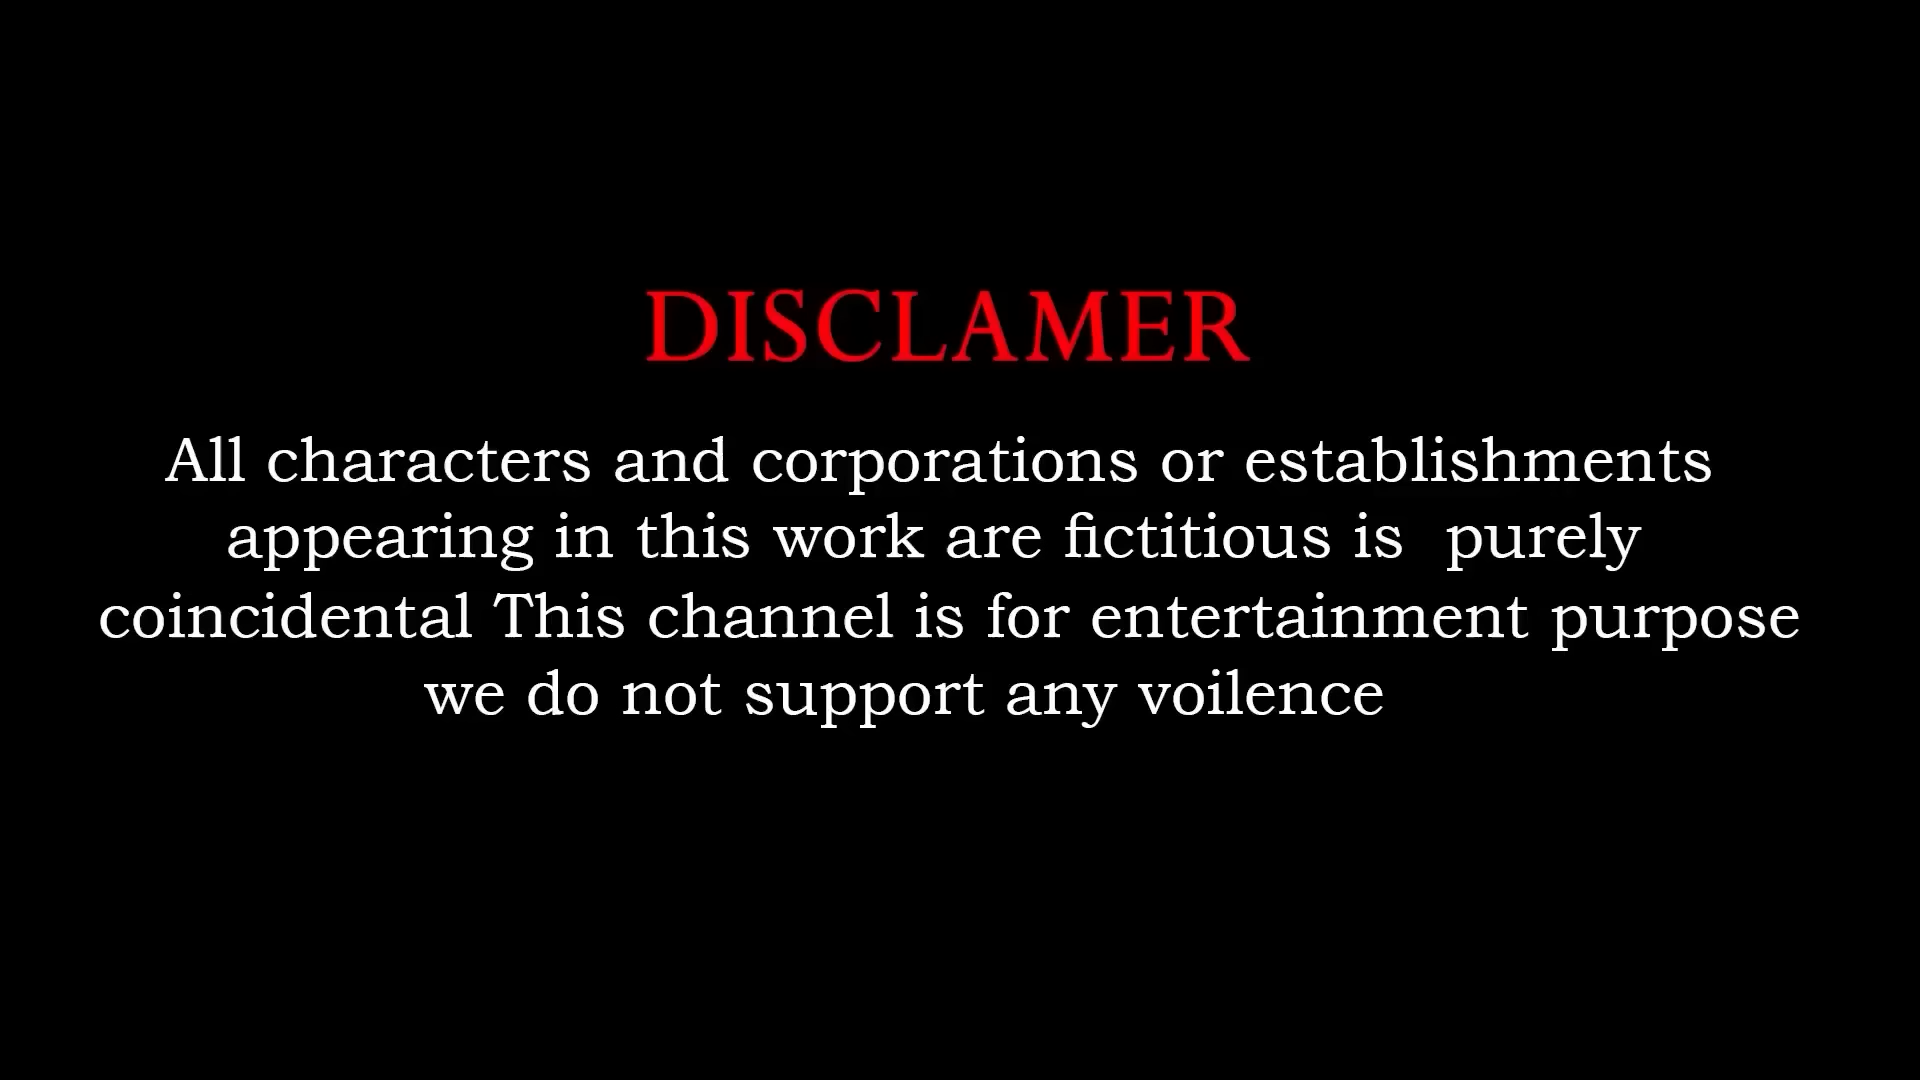 DISCLAMER
All characters and corporations or establishments
appearing in this work are fictitious is  purely
coincidental This channel is for entertainment purpose
we do not support any voilence